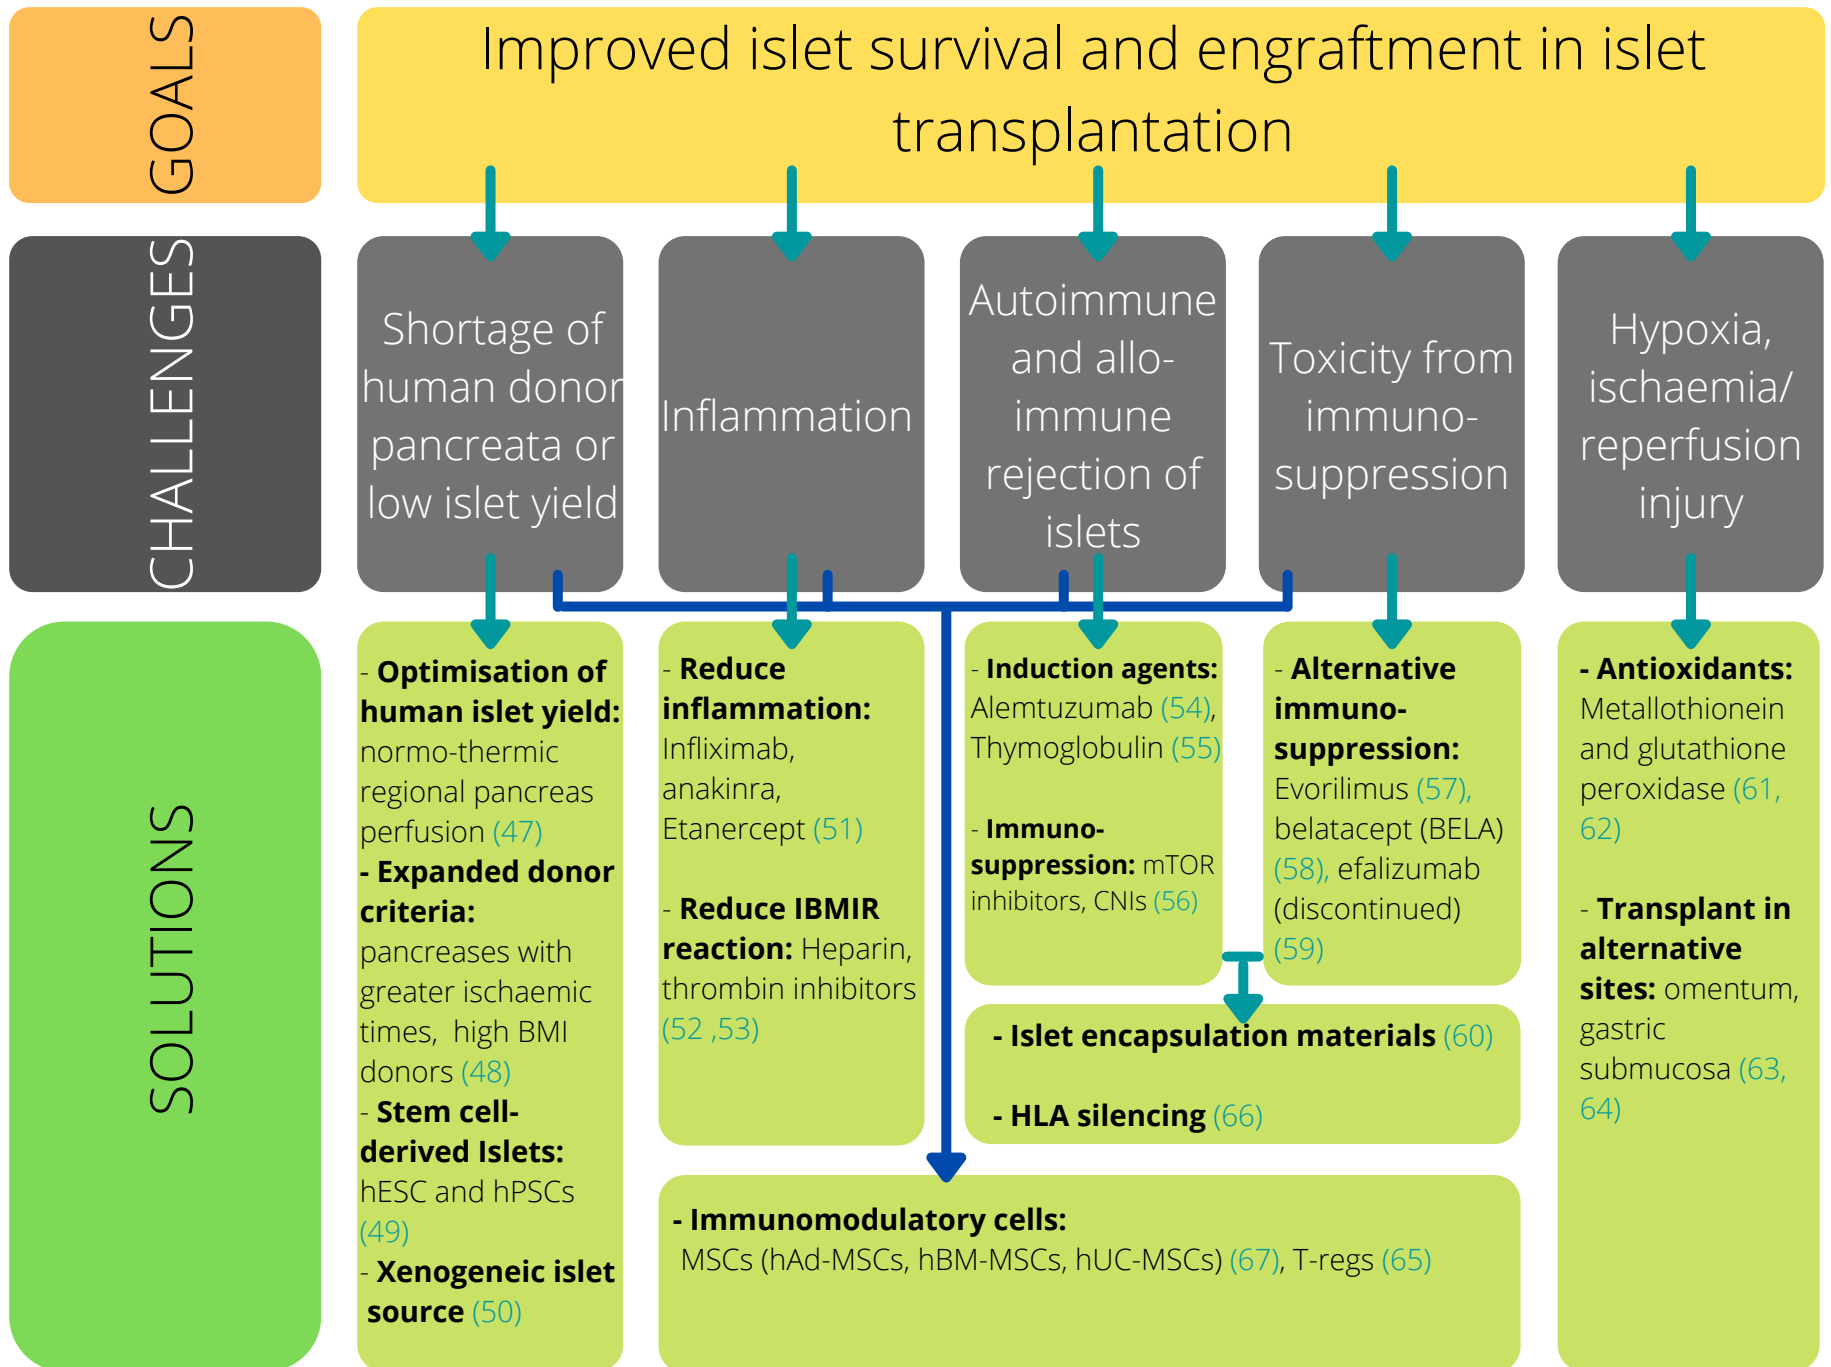 GOALS
Improved islet survival and engraftment in islet
transplantation
CHALLENGES
Shortage of
human donor
pancreata or
low islet yield
Inflammation
Autoimmune
and allo-
immune
rejection of
islets
Toxicity from
immuno-
suppression
Hypoxia,
ischaemia/
reperfusion
injury
SOLUTIONS
- Optimisation of
human islet yield:
normo-thermic
regional pancreas
perfusion (47)
- Expanded donor
criteria:
pancreases with
greater ischaemic
times, high BMI
donors (48)
- Stem cell-
derived Islets:
hESC and hPSCs
(49)
- Xenogeneic islet
source (50)
- Reduce
inflammation:
Infliximab,
anakinra,
Etanercept (51)
- Reduce IBMIR
reaction: Heparin,
thrombin inhibitors
(52 ,53)
- Induction agents:
Alemtuzumab (54),
Thymoglobulin (55)
- Immuno-
suppression: mTOR
inhibitors, CNIs (56)
- Alternative
immuno-
suppression:
Evorilimus (57),
belatacept (BELA)
(58), efalizumab
(discontinued)
(59)
- Islet encapsulation materials (60)
- HLA silencing (66)
- Immunomodulatory cells:
MSCs (hAd-MSCs, hBM-MSCs, hUC-MSCs) (67), T-regs (65)
- Antioxidants:
Metallothionein
and glutathione
peroxidase (61,
62)
- Transplant in
alternative
sites: omentum,
gastric
submucosa (63,
64)